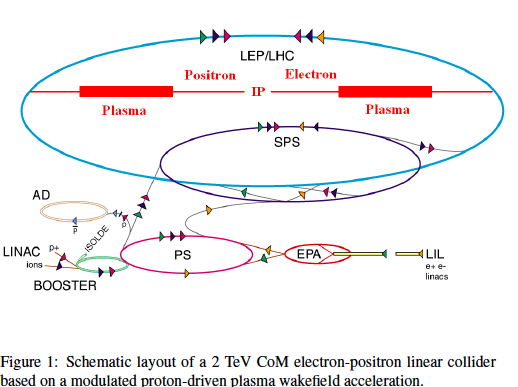 LEP/LHC
Positron
Electron
IP
Plasma
Plasma
SPS
AD
p
p
ISOLDE
LINAC
p+
ions
BOOSTER
PS
EPA
LIL
e+ e-
linacs
Figure 1: Schematic layout of a 2 TeV CoM electron-positron linear collider
based on a modulated proton-driven plasma wakefield acceleration.